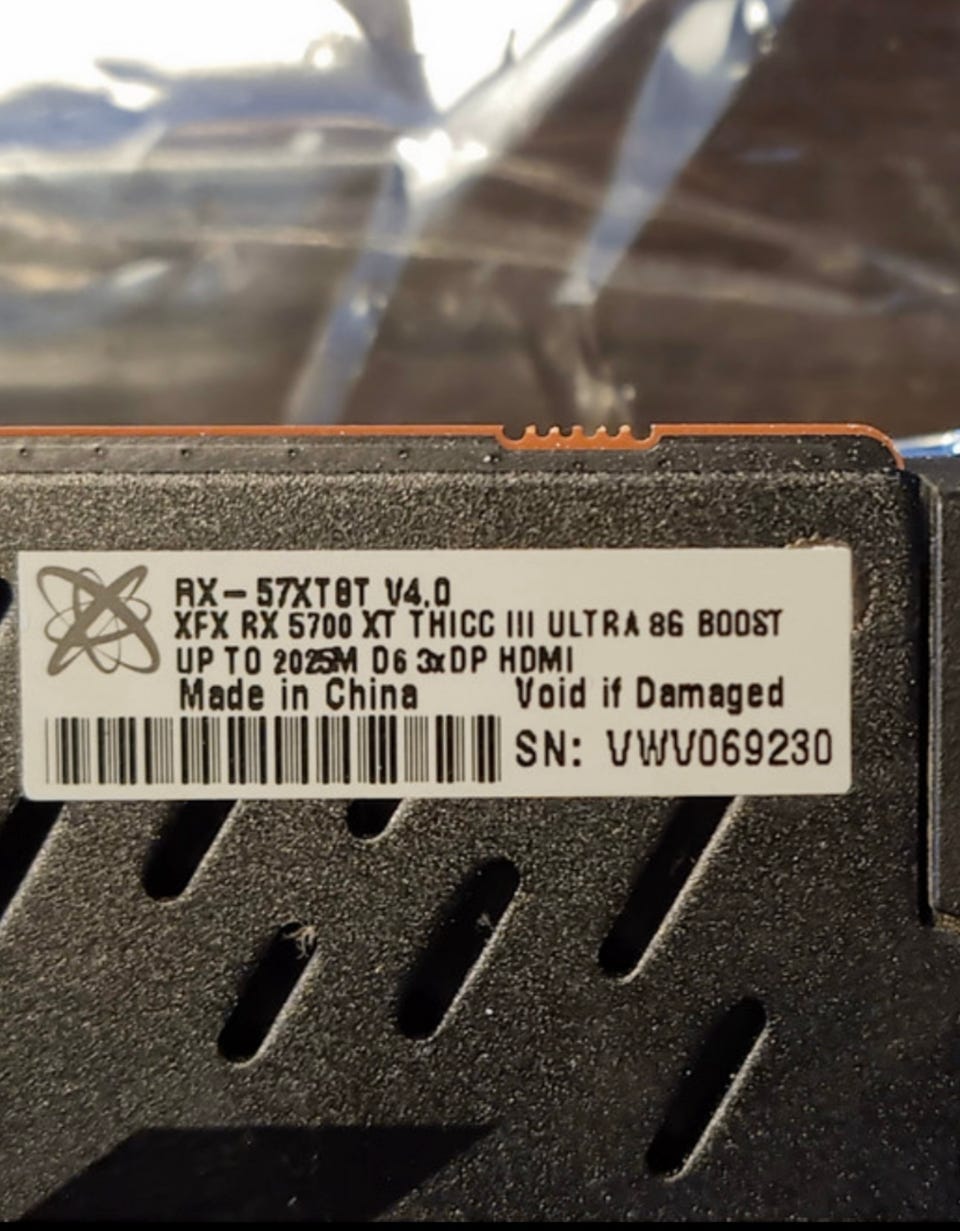 RX-57XT8T V4.0
XFX RX 5700 XT THICC III ULTRA 8G BOOST
UP TO 2025M D6 3xDP HDMI
Made in China Void if Damaged
SN: VWV069230